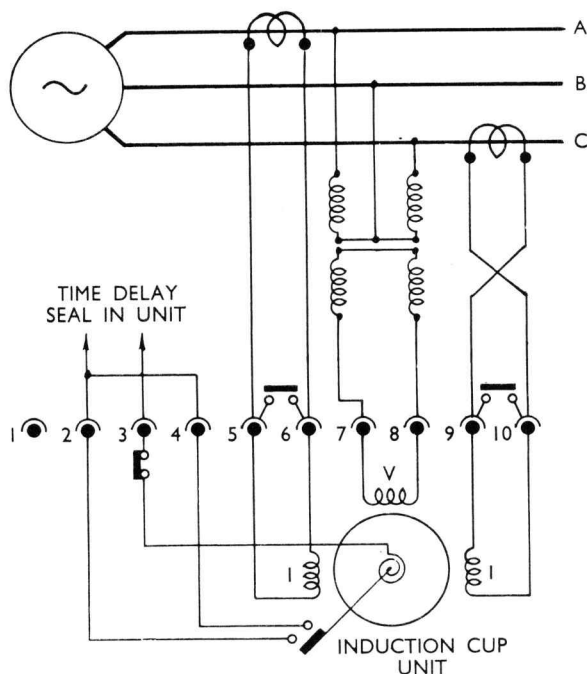 A
B
C
TIME DELAY
SEAL IN UNIT
1 2 3 4 5 6 7 8 9 10
V
I I
INDUCTION CUP
UNIT